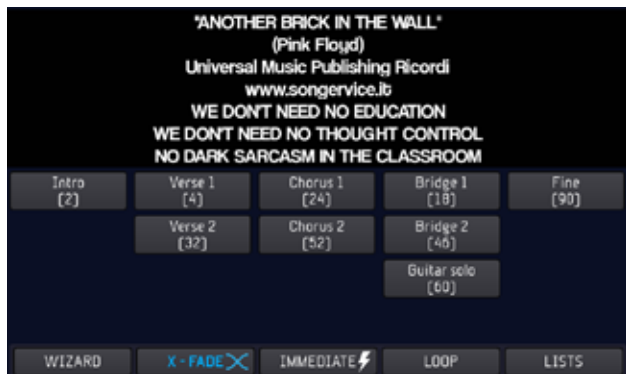 "ANOTHER BRICK IN THE WALL"
(Pink Floyd)
Universal Music Publishing Ricordi
www.songservice.it
WE DON'T NEED NO EDUCATION
WE DON'T NEED NO THOUGHT CONTROL
NO DARK SARCASM IN THE CLASSROOM
Intro
[2]
Verse 1
[4]
Chorus 1
[24]
Bridge 1
[18]
Fine
[90]
Verse 2
[32]
Chorus 2
[52]
Bridge 2
[46]
Guitar solo
[60]
WIZARD
X-FADE
IMMEDIATE
LOOP
LISTS